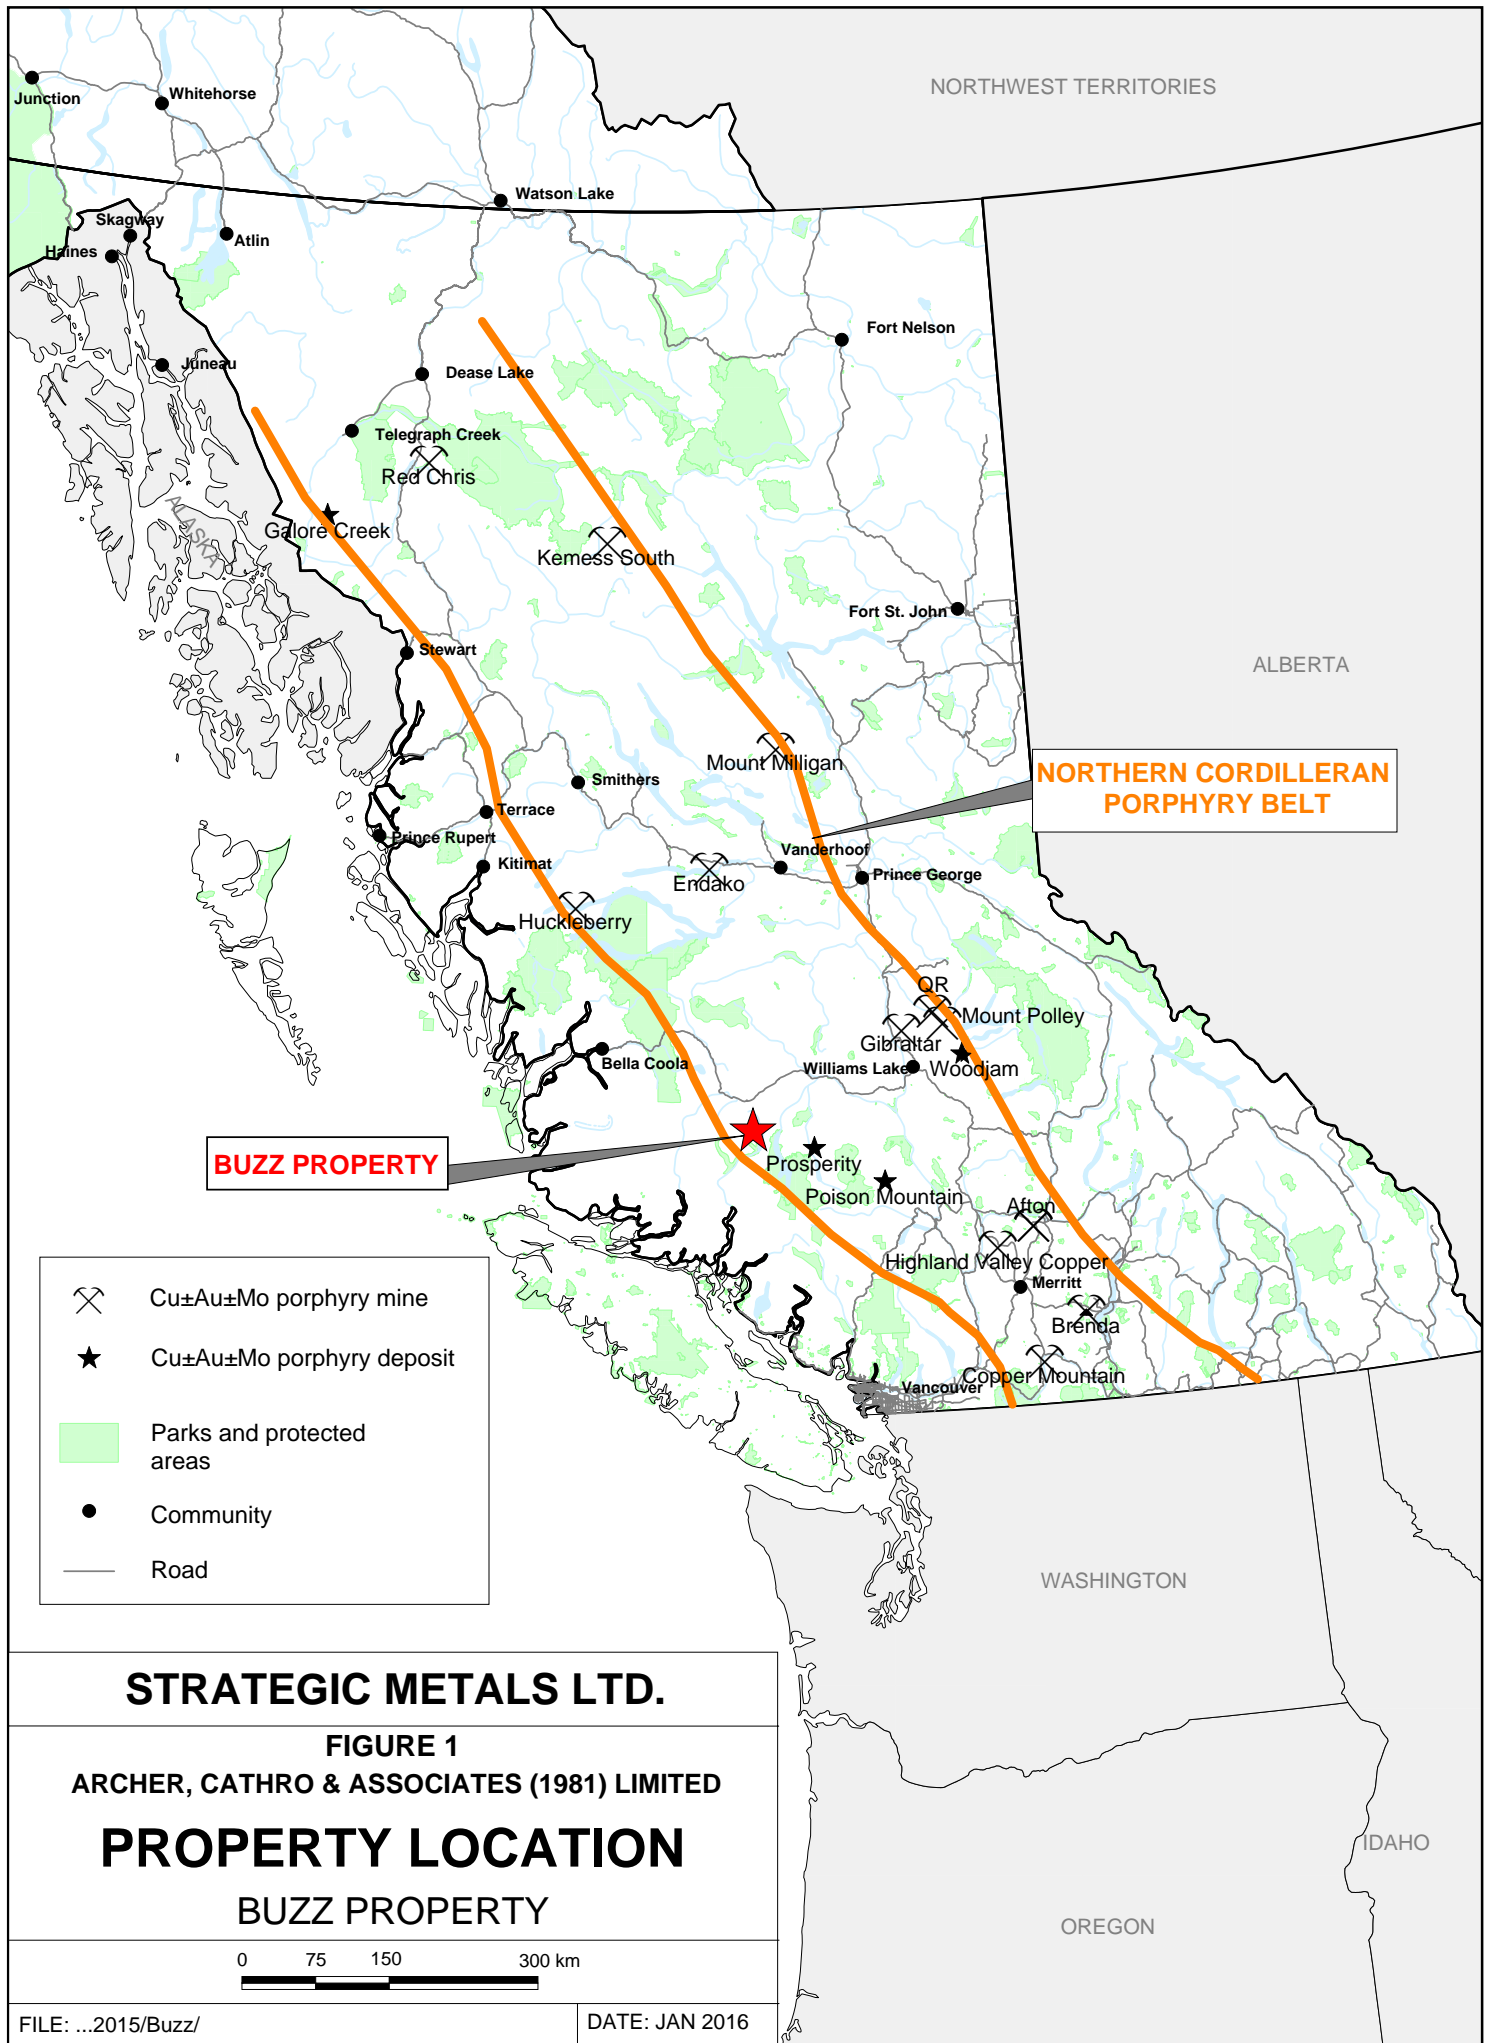 NORTHWEST TERRITORIES
Junction
Whitehorse
Watson Lake
Skagway
Haines
Atlin
Fort Nelson
Juneau
Dease Lake
Telegraph Creek
Red Chris
ALASKA
Galore Creek
Kemess South
Fort St. John
Stewart
ALBERTA
Mount Milligan
NORTHERN CORDILLERAN
PORPHYRY BELT
Smithers
Terrace
Prince Rupert
Vanderhoof
Kitimat
Endako
Prince George
Huckleberry
QR
Mount Polley
Gibraltar
Bella Coola
Williams Lake
Woodjam
BUZZ PROPERTY
Prosperity
Poison Mountain
Afton
Highland Valley Copper
Merritt
Brenda
Copper Mountain
Vancouver
Cu±Au±Mo porphyry mine
Cu±Au±Mo porphyry deposit
Parks and protected
areas
Community
Road
WASHINGTON
IDAHO
OREGON
STRATEGIC METALS LTD.
FIGURE 1
ARCHER, CATHRO & ASSOCIATES (1981) LIMITED
PROPERTY LOCATION
BUZZ PROPERTY
0 75 150 300 km
FILE: ...2015/Buzz/
DATE: JAN 2016